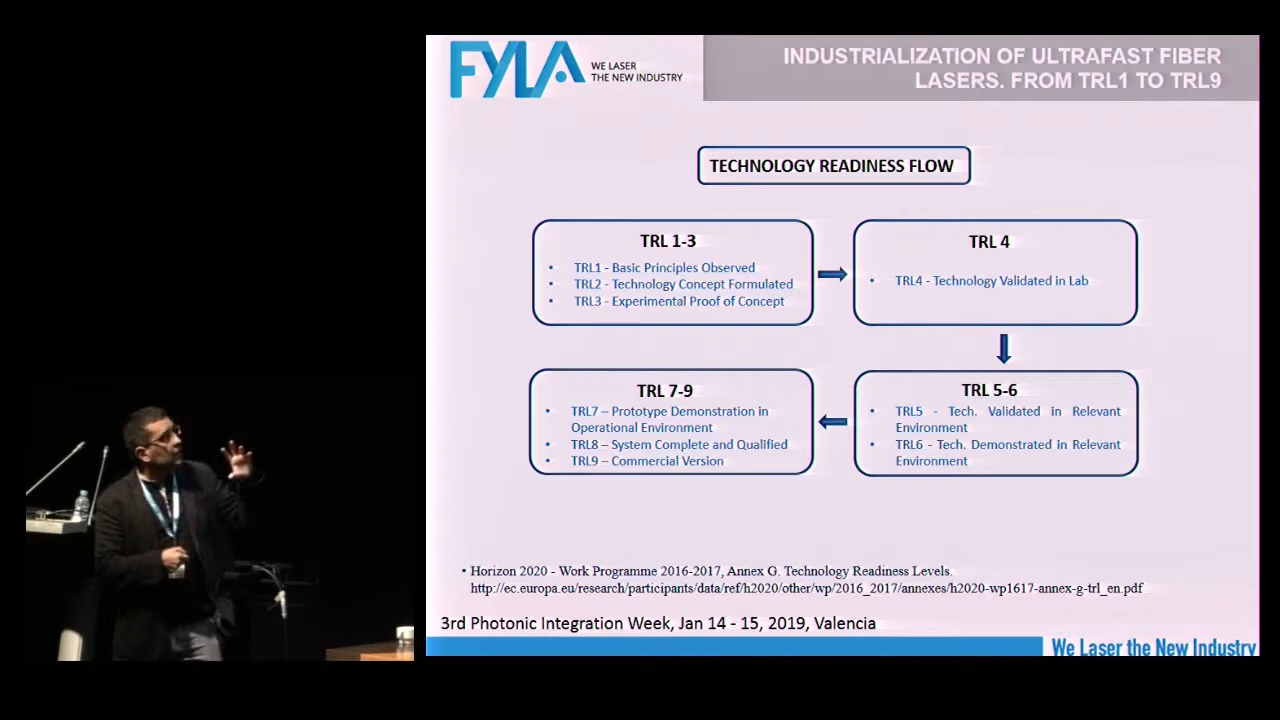 FYLA
WE LASER
THE NEW INDUSTRY
INDUSTRIALIZATION OF ULTRAFAST FIBER
LASERS. FROM TRL1 TO TRL9
TECHNOLOGY READINESS FLOW
TRL 1-3
• TRL1 - Basic Principles Observed
• TRL2 - Technology Concept Formulated
• TRL3 - Experimental Proof of Concept
TRL 4
• TRL4 - Technology Validated in Lab
TRL 5-6
• TRL5 - Tech. Validated in Relevant
Environment
• TRL6 - Tech. Demonstrated in Relevant
Environment
TRL 7-9
• TRL7 – Prototype Demonstration in
Operational Environment
• TRL8 – System Complete and Qualified
• TRL9 – Commercial Version
• Horizon 2020 - Work Programme 2016-2017, Annex G. Technology Readiness Levels.
http://ec.europa.eu/research/participants/data/ref/h2020/other/wp/2016_2017/annexes/h2020-wp1617-annex-g-trl_en.pdf
3rd Photonic Integration Week, Jan 14 - 15, 2019, Valencia
We Laser the New Industry